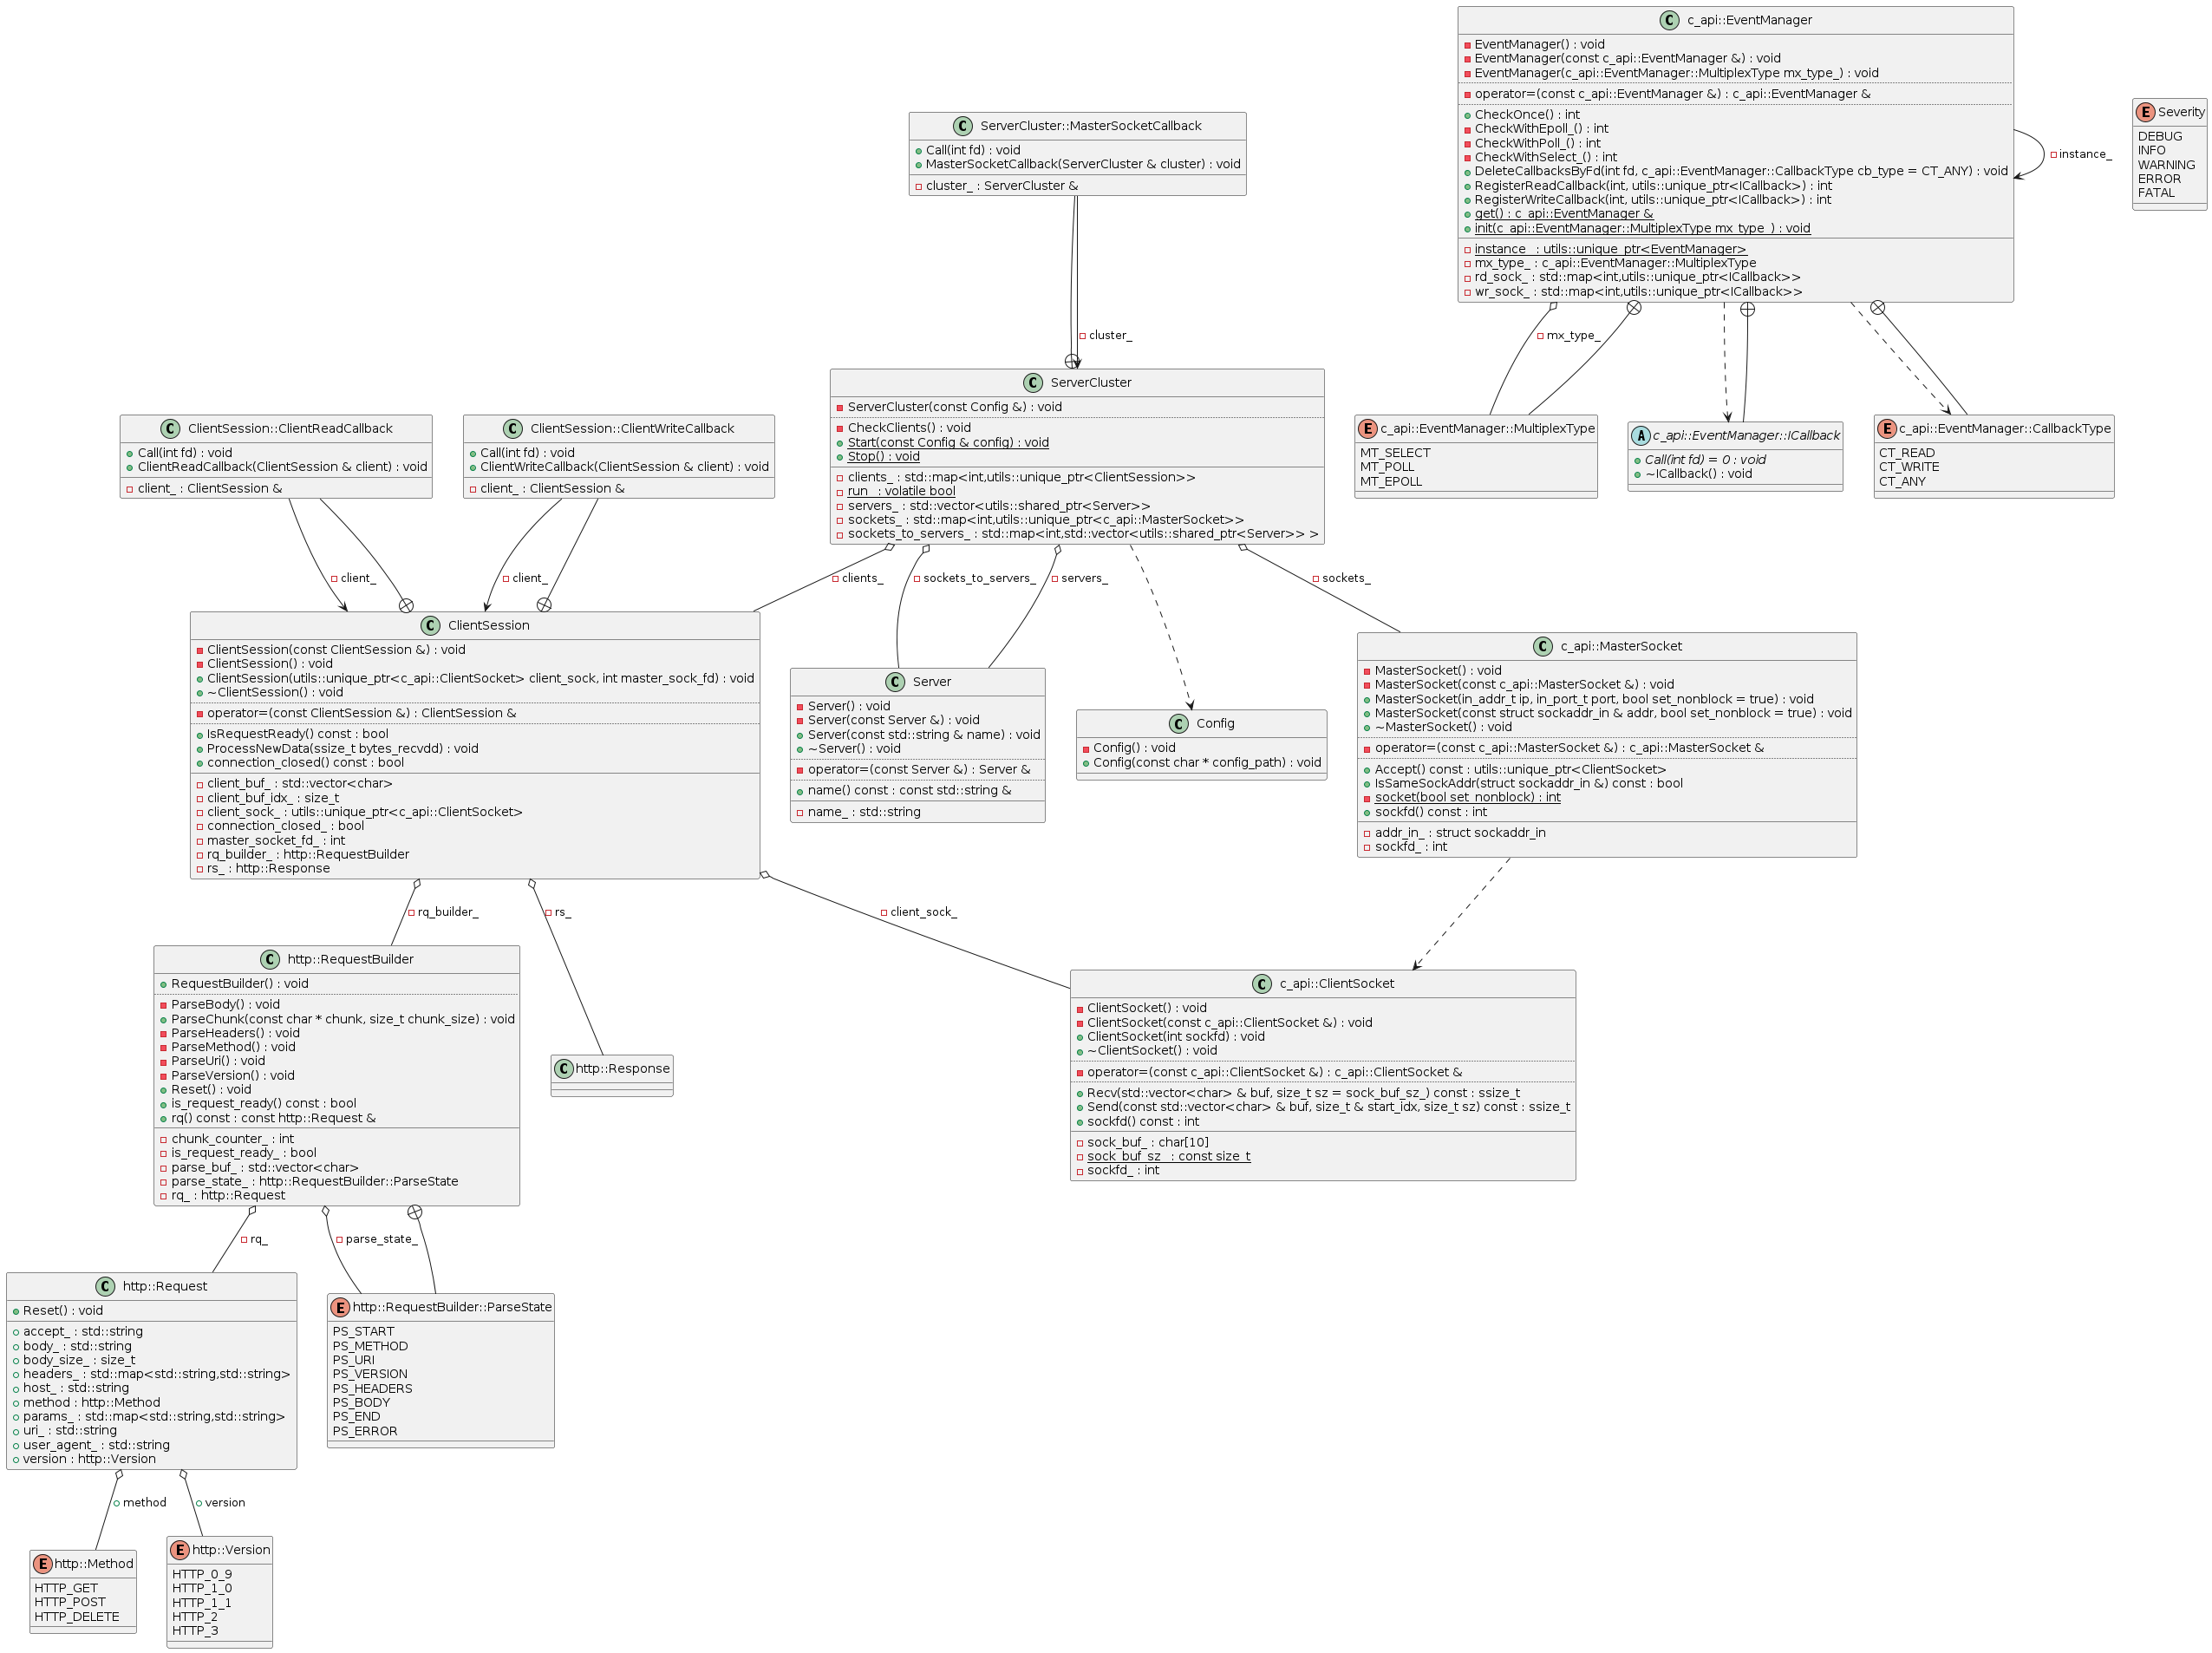 c_api::EventManager
EventManager() : void
EventManager(const c_api::EventManager &) : void
EventManager(c_api::EventManager::MultiplexType mx_type_) : void
operator=(const c_api::EventManager &) : c_api::EventManager &
CheckOnce() : int
CheckWithEpoll_() : int
CheckWithPoll_() : int
CheckWithSelect_() : int
DeleteCallbacksByFd(int fd, c_api::EventManager::CallbackType cb_type = CT_ANY) : void
RegisterReadCallback(int, utils::unique_ptr<ICallback>) : int
RegisterWriteCallback(int, utils::unique_ptr<ICallback>) : int
get() : c_api::EventManager &
init(c_api::EventManager::MultiplexType mx_type_) : void
instance_ : utils::unique_ptr<EventManager>
mx_type_ : c_api::EventManager::MultiplexType
rd_sock_ : std::map<int,utils::unique_ptr<ICallback>>
wr_sock_ : std::map<int,utils::unique_ptr<ICallback>>
instance_
Severity
DEBUG
INFO
WARNING
ERROR
FATAL
ServerCluster::MasterSocketCallback
Call(int fd) : void
MasterSocketCallback(ServerCluster & cluster) : void
cluster_ : ServerCluster &
cluster_
mx_type_
ServerCluster
ServerCluster(const Config &) : void
CheckClients() : void
Start(const Config & config) : void
Stop() : void
clients_ : std::map<int,utils::unique_ptr<ClientSession>>
run_ : volatile bool
servers_ : std::vector<utils::shared_ptr<Server>>
sockets_ : std::map<int,utils::unique_ptr<c_api::MasterSocket>>
sockets_to_servers_ : std::map<int,std::vector<utils::shared_ptr<Server>> >
ClientSession::ClientReadCallback
Call(int fd) : void
ClientReadCallback(ClientSession & client) : void
client_ : ClientSession &
ClientSession::ClientWriteCallback
Call(int fd) : void
ClientWriteCallback(ClientSession & client) : void
client_ : ClientSession &
c_api::EventManager::MultiplexType
MT_SELECT
MT_POLL
MT_EPOLL
c_api::EventManager::ICallback
Call(int fd) = 0 : void
~ICallback() : void
c_api::EventManager::CallbackType
CT_READ
CT_WRITE
CT_ANY
client_
client_
clients_
sockets_to_servers_
servers_
sockets_
ClientSession
ClientSession(const ClientSession &) : void
ClientSession() : void
ClientSession(utils::unique_ptr<c_api::ClientSocket> client_sock, int master_sock_fd) : void
~ClientSession() : void
operator=(const ClientSession &) : ClientSession &
IsRequestReady() const : bool
ProcessNewData(ssize_t bytes_recvdd) : void
connection_closed() const : bool
client_buf_ : std::vector<char>
client_buf_idx_ : size_t
client_sock_ : utils::unique_ptr<c_api::ClientSocket>
connection_closed_ : bool
master_socket_fd_ : int
rq_builder_ : http::RequestBuilder
rs_ : http::Response
Server
Server() : void
Server(const Server &) : void
Server(const std::string & name) : void
~Server() : void
operator=(const Server &) : Server &
name() const : const std::string &
name_ : std::string
Config
Config() : void
Config(const char * config_path) : void
c_api::MasterSocket
MasterSocket() : void
MasterSocket(const c_api::MasterSocket &) : void
MasterSocket(in_addr_t ip, in_port_t port, bool set_nonblock = true) : void
MasterSocket(const struct sockaddr_in & addr, bool set_nonblock = true) : void
~MasterSocket() : void
operator=(const c_api::MasterSocket &) : c_api::MasterSocket &
Accept() const : utils::unique_ptr<ClientSocket>
IsSameSockAddr(struct sockaddr_in &) const : bool
socket(bool set_nonblock) : int
sockfd() const : int
addr_in_ : struct sockaddr_in
sockfd_ : int
rq_builder_
rs_
client_sock_
http::RequestBuilder
RequestBuilder() : void
ParseBody() : void
ParseChunk(const char * chunk, size_t chunk_size) : void
ParseHeaders() : void
ParseMethod() : void
ParseUri() : void
ParseVersion() : void
Reset() : void
is_request_ready() const : bool
rq() const : const http::Request &
chunk_counter_ : int
is_request_ready_ : bool
parse_buf_ : std::vector<char>
parse_state_ : http::RequestBuilder::ParseState
rq_ : http::Request
http::Response
c_api::ClientSocket
ClientSocket() : void
ClientSocket(const c_api::ClientSocket &) : void
ClientSocket(int sockfd) : void
~ClientSocket() : void
operator=(const c_api::ClientSocket &) : c_api::ClientSocket &
Recv(std::vector<char> & buf, size_t sz = sock_buf_sz_) const : ssize_t
Send(const std::vector<char> & buf, size_t & start_idx, size_t sz) const : ssize_t
sockfd() const : int
sock_buf_ : char[10]
sock_buf_sz_ : const size_t
sockfd_ : int
rq_
parse_state_
http::Request
Reset() : void
accept_ : std::string
body_ : std::string
body_size_ : size_t
headers_ : std::map<std::string,std::string>
host_ : std::string
method : http::Method
params_ : std::map<std::string,std::string>
uri_ : std::string
user_agent_ : std::string
version : http::Version
http::RequestBuilder::ParseState
PS_START
PS_METHOD
PS_URI
PS_VERSION
PS_HEADERS
PS_BODY
PS_END
PS_ERROR
method
version
http::Method
HTTP_GET
HTTP_POST
HTTP_DELETE
http::Version
HTTP_0_9
HTTP_1_0
HTTP_1_1
HTTP_2
HTTP_3